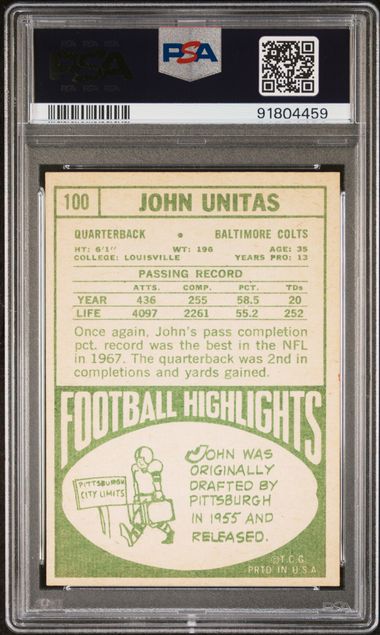 PSA
PSA
91804459
100 JOHN UNITAS
QUARTERBACK • BALTIMORE COLTS
HT: 6'1" WT: 196 AGE: 35
COLLEGE: LOUISVILLE YEARS PRO: 13
PASSING RECORD
ATTS. COMP. PCT. TDs
YEAR 436 255 58.5 20
LIFE 4097 2261 55.2 252
Once again, John's pass completion
pct. record was the best in the NFL
in 1967. The quarterback was 2nd in
completions and yards gained.
FOOTBALL HIGHLIGHTS
PITTSBURGH
CITY LIMITS
JOHN WAS
ORIGINALLY
DRAFTED BY
PITTSBURGH
IN 1955 AND
RELEASED.
©T.C.G.
PRTD IN U.S.A.